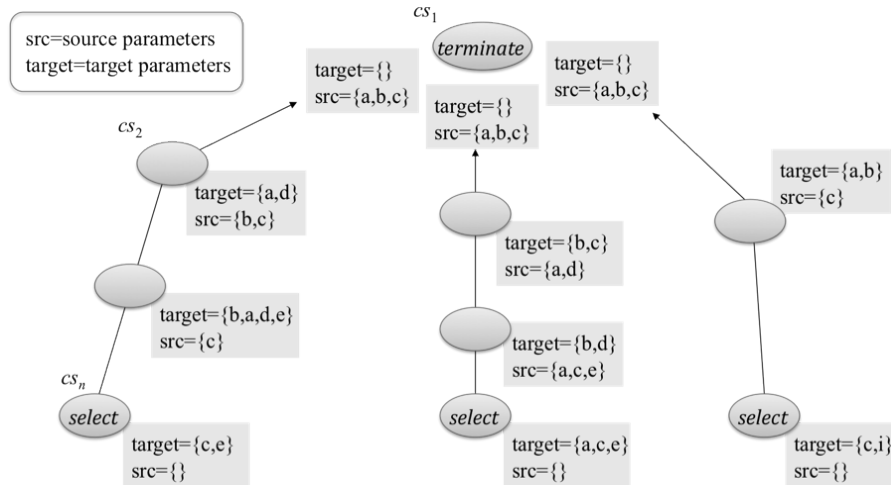 src=source parameters
target=target parameters
cs1
terminate
target={}
src={a,b,c}
target={}
src={a,b,c}
target={}
src={a,b,c}
cs2
target={a,d}
src={b,c}
target={b,a,d,e}
src={c}
csn
select
target={c,e}
src={}
target={b,c}
src={a,d}
target={b,d}
src={a,c,e}
select
target={a,c,e}
src={}
target={a,b}
src={c}
select
target={c,i}
src={}